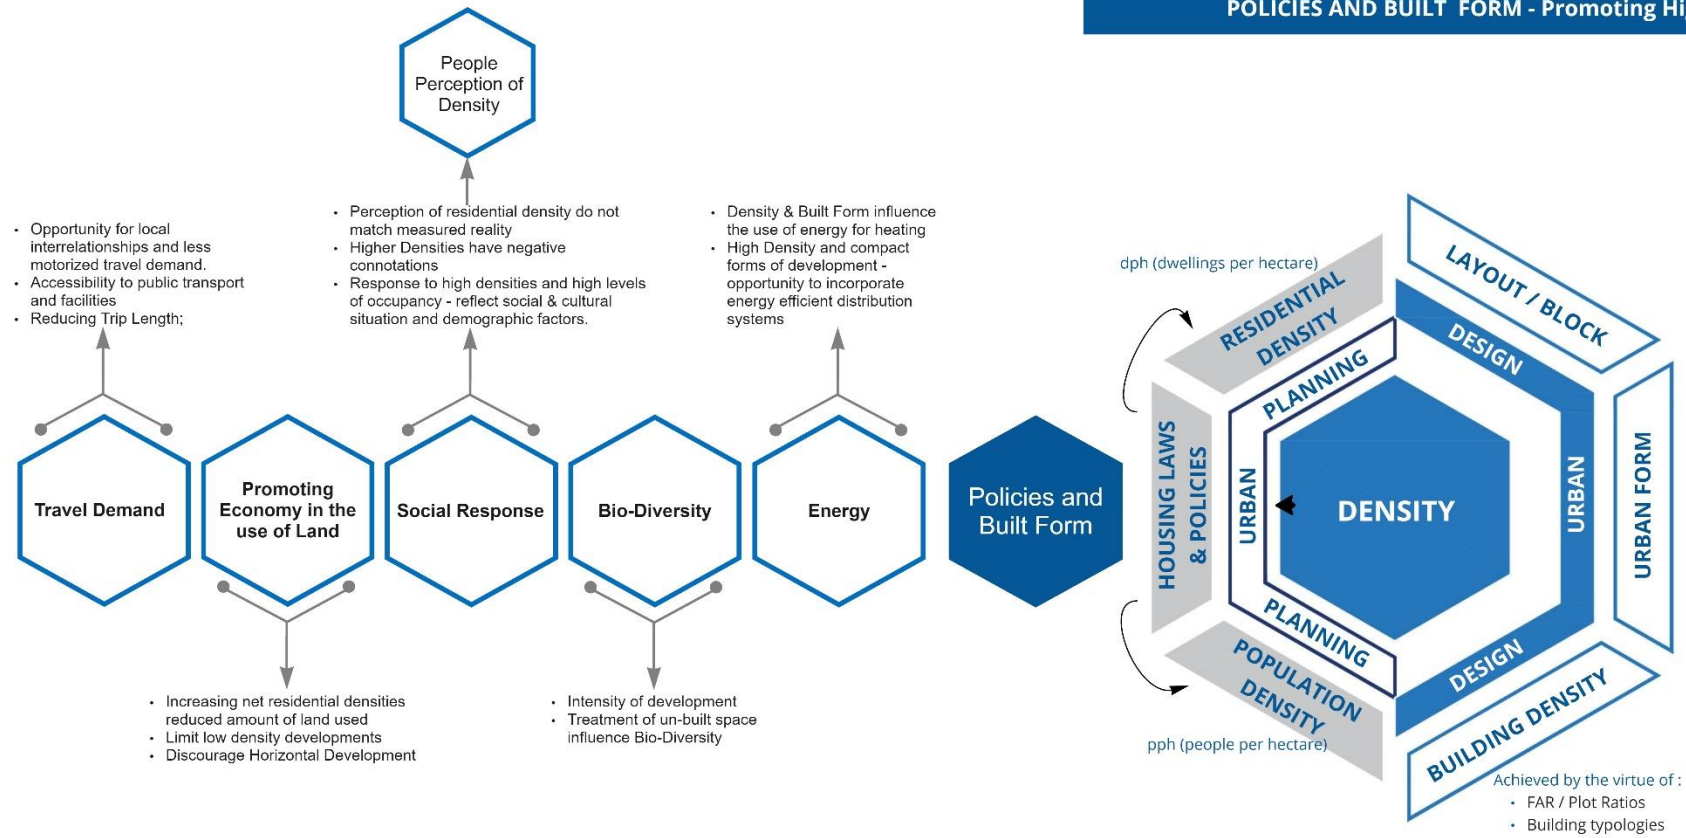 POLICIES AND BUILT FORM - Promoting Hi
People
Perception of
Density
• Opportunity for local
interrelationships and less
motorized travel demand.
• Accessibility to public transport
and facilities
• Reducing Trip Length;
• Perception of residential density do not
match measured reality
• Higher Densities have negative
connotations
• Response to high densities and high levels
of occupancy - reflect social & cultural
situation and demographic factors.
• Density & Built Form influence
the use of energy for heating
• High Density and compact
forms of development -
opportunity to incorporate
energy efficient distribution
systems
Travel Demand
Promoting
Economy in the
use of Land
Social Response
Bio-Diversity
Energy
Policies and
Built Form
• Increasing net residential densities
reduced amount of land used
• Limit low density developments
• Discourage Horizontal Development
• Intensity of development
• Treatment of un-built space
influence Bio-Diversity
dph (dwellings per hectare)
RESIDENTIAL
DENSITY
HOUSING LAWS
& POLICIES
POPULATION
DENSITY
pph (people per hectare)
PLANNING
URBAN
PLANNING
DENSITY
DESIGN
URBAN
DESIGN
LAYOUT / BLOCK
URBAN FORM
BUILDING DENSITY
Achieved by the virtue of :
• FAR / Plot Ratios
• Building typologies